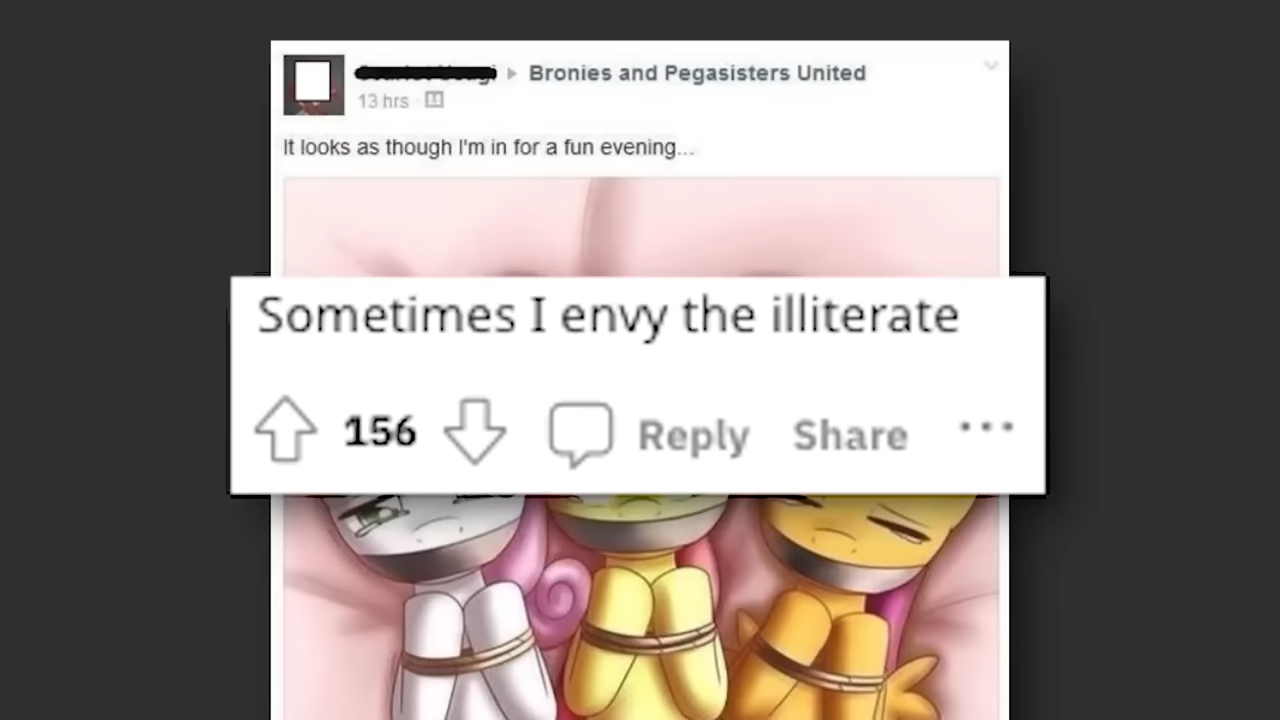 Bronies and Pegasisters United
13 hrs
It looks as though I'm in for a fun evening...
Sometimes I envy the illiterate
156 Reply Share ...